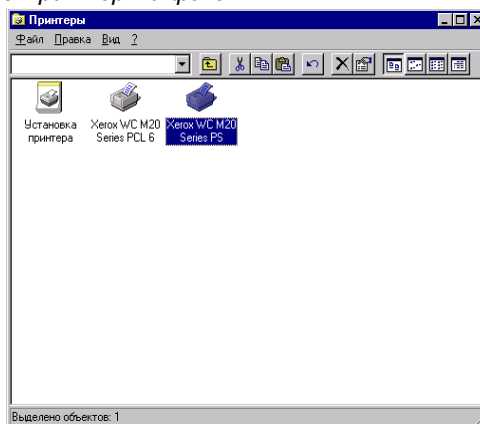 Принтеры
Файл Правка Вид ?
Установка принтера
Xerox WC M20 Series PCL 6
Xerox WC M20 Series PS
Выделено объектов: 1